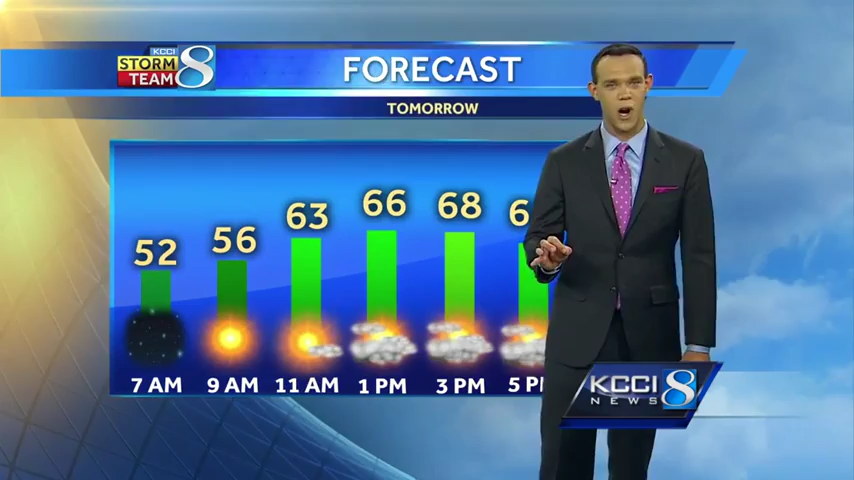 KCCI
STORM
TEAM 8
FORECAST
TOMORROW
52 56 63 66 68
7 AM 9 AM 11 AM 1 PM 3 PM
KCCI 8
NEWS